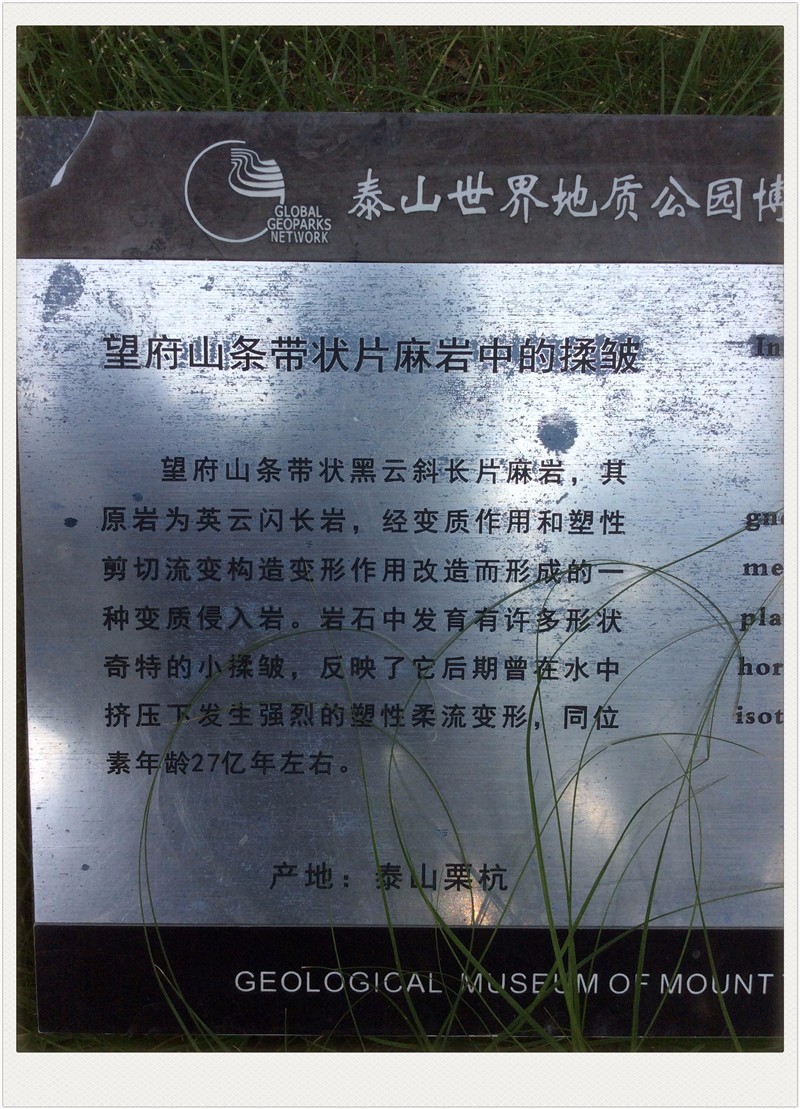 GLOBAL
GEOPARKS
NETWORK
泰山世界地质公园博
望府山条带状片麻岩中的揉皱
In
望府山条带状黑云斜长片麻岩，其
原岩为英云闪长岩，经变质作用和塑性
剪切流变构造变形作用改造而形成的一
种变质侵入岩。岩石中发育有许多形状
奇特的小揉皱，反映了它后期曾在水中
挤压下发生强烈的塑性柔流变形，同位
素年龄27亿年左右。
gne
me
pla
hor
isot
产地：泰山栗杭
GEOLOGICAL MUSEUM OF MOUNT